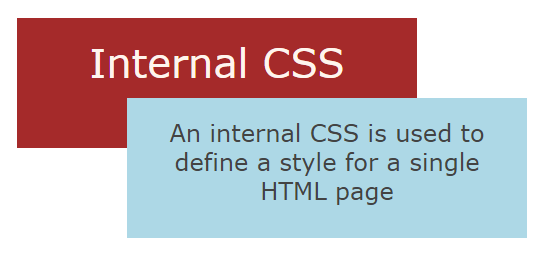 Internal CSS
An internal CSS is used to
define a style for a single
HTML page